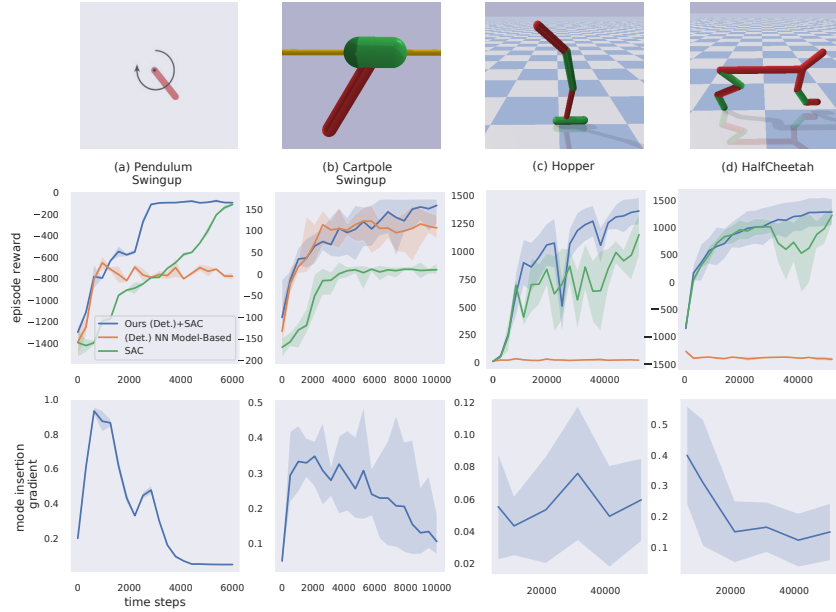 (a) Pendulum
Swingup
(b) Cartpole
Swingup
(c) Hopper
(d) HalfCheetah
episode reward
0
−200
−400
−600
−800
−1000
−1200
−1400
0 2000 4000 6000
Ours (Det.)+SAC
(Det.) NN Model-Based
SAC
150
100
50
0
−50
−100
−150
−200
0 2000 4000 6000 8000 10000
1500
1250
1000
750
500
250
0
0 20000 40000
1500
1000
500
0
−500
−1000
−1500
0 20000 40000
mode insertion
gradient
1.0
0.8
0.6
0.4
0.2
0 2000 4000 6000
time steps
0.5
0.4
0.3
0.2
0.1
0 2000 4000 6000 8000 10000
0.12
0.10
0.08
0.06
0.04
0.02
20000 40000
0.5
0.4
0.3
0.2
0.1
20000 40000